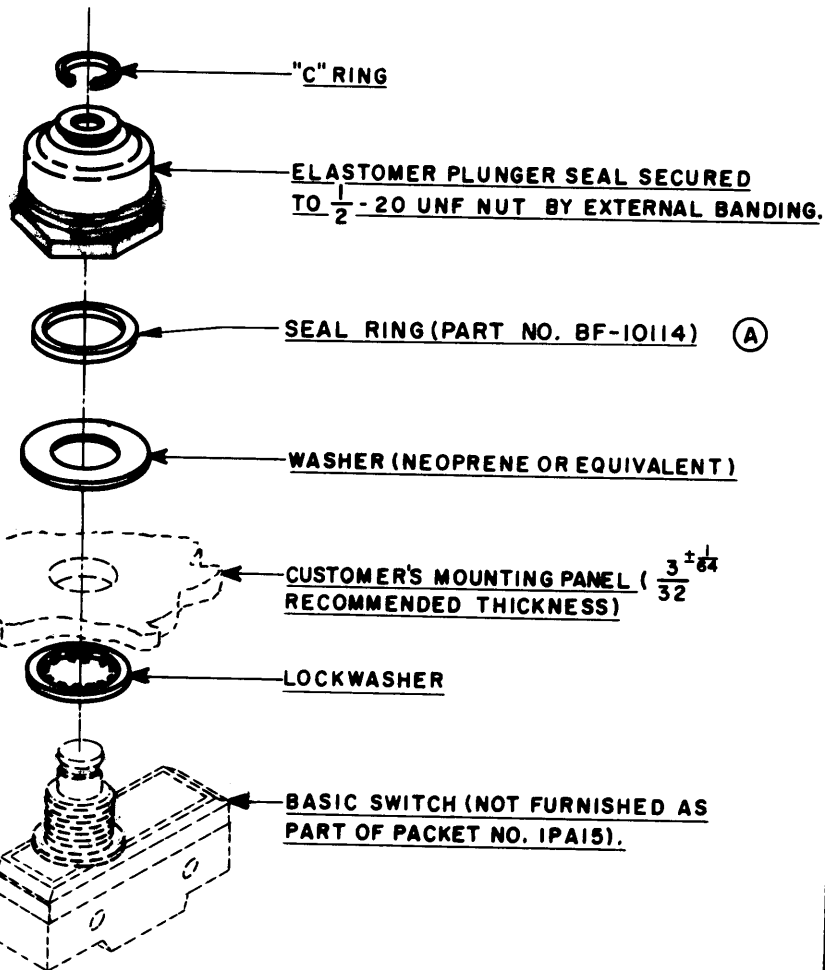 "C" RING
ELASTOMER PLUNGER SEAL SECURED
TO 1/2 - 20 UNF NUT BY EXTERNAL BANDING.
SEAL RING (PART NO. BF-10114) A
WASHER (NEOPRENE OR EQUIVALENT)
CUSTOMER'S MOUNTING PANEL ( 3/32 ± 1/64
RECOMMENDED THICKNESS)
LOCKWASHER
BASIC SWITCH (NOT FURNISHED AS
PART OF PACKET NO. 1PA15).